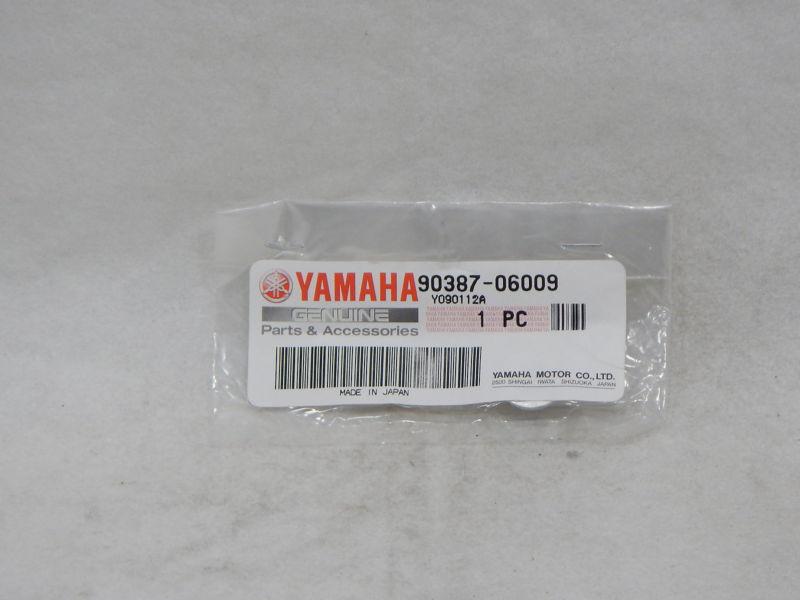 YAMAHA 90387-06009
Y090112A
GENUINE
Parts & Accessories
1 PC
YAMAHA MOTOR CO.,LTD.
2500 SHINGAI IWATA SHIZUOKA JAPAN
MADE IN JAPAN